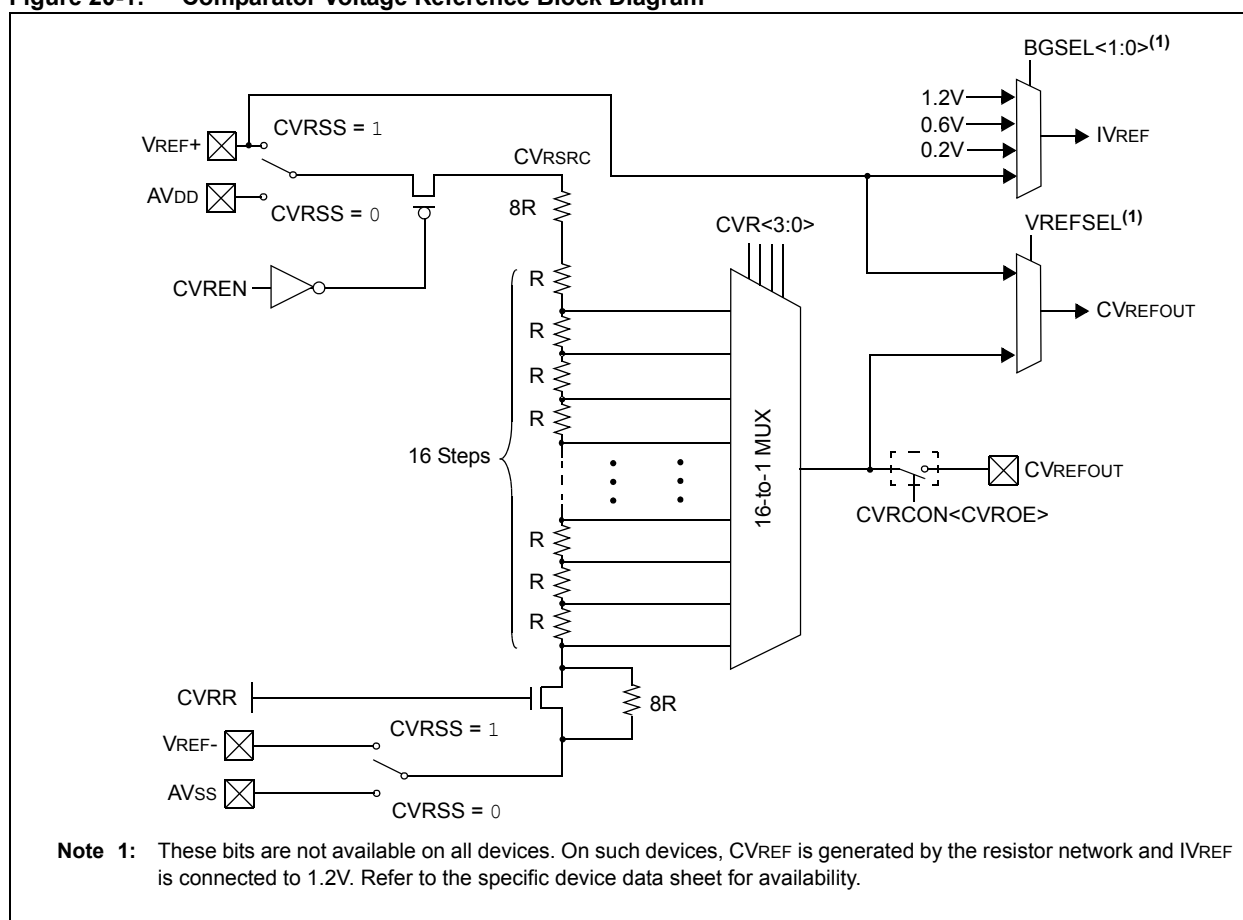 Figure 20-1: Comparator Voltage Reference Block Diagram
BGSEL<1:0>(1)
1.2V
0.6V
0.2V
IVREF
VREF+
CVRSS = 1
AVDD
CVRSS = 0
CVRSRC
8R
CVREN
CVR<3:0>
VREFSEL(1)
CVREFOUT
R
R
R
R
16 Steps
16-to-1 MUX
CVREFOUT
CVRCON<CVROE>
R
R
R
CVRR
8R
VREF-
CVRSS = 1
AVSS
CVRSS = 0
Note 1: These bits are not available on all devices. On such devices, CVREF is generated by the resistor network and IVREF
is connected to 1.2V. Refer to the specific device data sheet for availability.